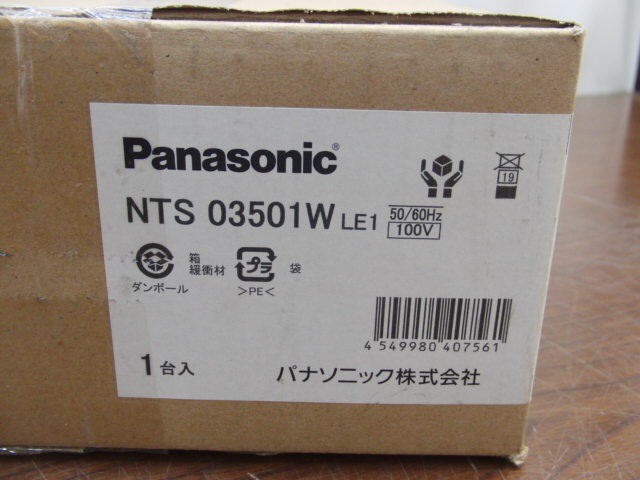 Panasonic®
NTS 03501W LE1 50/60Hz 100V
19
箱
緩衝材
ダンボール
プラ
袋
>PE<
4 549980 407561
1台入
パナソニック株式会社